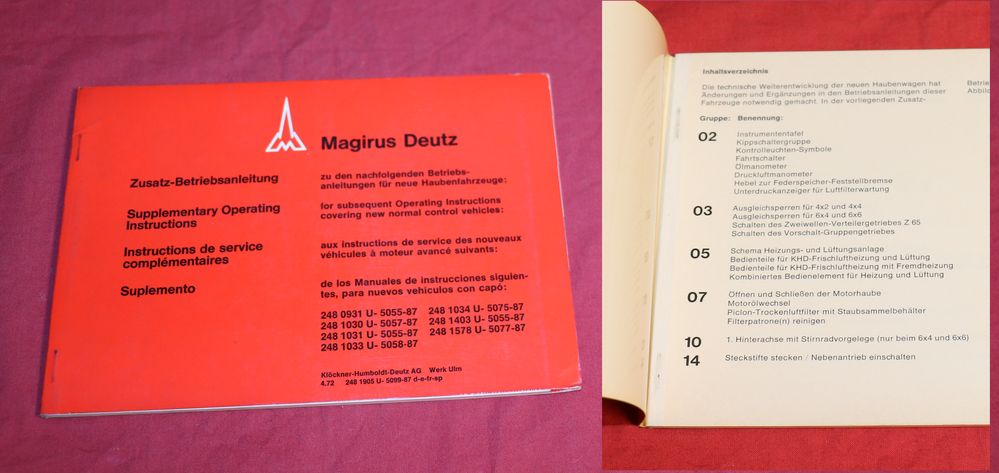 Magirus Deutz
Zusatz-Betriebsanleitung
Supplementary Operating
Instructions
Instructions de service
complémentaires
Suplemento
zu den nachfolgenden Betriebs-
anleitungen für neue Haubenfahrzeuge:
for subsequent Operating Instructions
covering new normal control vehicles:
aux instructions de service des nouveaux
véhicules à moteur avancé suivants:
de los Manuales de instrucciones siguien-
tes, para nuevos vehiculos con capó:
248 0931 U- 5055-87 248 1034 U- 5075-87
248 1030 U- 5057-87 248 1403 U- 5055-87
248 1031 U- 5055-87 248 1578 U- 5077-87
248 1033 U- 5058-87
Klöckner-Humboldt-Deutz AG Werk Ulm
4.72 248 1905 U- 5099-87 d-e-fr-sp
Inhaltsverzeichnis
Die technische Weiterentwicklung der neuen Haubenwagen hat
Änderungen und Ergänzungen in den Betriebsanleitungen dieser
Fahrzeuge notwendig gemacht. In der vorliegenden Zusatz-
Betrie
Abbild
Gruppe: Benennung:
02 Instrumententafel
Kippschaltergruppe
Kontrolleuchten-Symbole
Fahrtschalter
Ölmanometer
Druckluftmanometer
Hebel zur Federspeicher-Feststellbremse
Unterdruckanzeiger für Luftfilterwartung
03 Ausgleichsperren für 4x2 und 4x4
Ausgleichsperren für 6x4 und 6x6
Schalten des Zweiwellen-Verteilergetriebes Z 65
Schalten des Vorschalt-Gruppengetriebes
05 Schema Heizungs- und Lüftungsanlage
Bedienteile für KHD-Frischluftheizung und Lüftung
Bedienteile für KHD-Frischluftheizung mit Fremdheizung
Kombiniertes Bedienelement für Heizung und Lüftung
07 Öffnen und Schließen der Motorhaube
Motorölwechsel
Piclon-Trockenluftfilter mit Staubsammelbehälter
Filterpatrone(n) reinigen
10 1. Hinterachse mit Stirnradvorgelege (nur beim 6x4 und 6x6)
14 Steckstifte stecken / Nebenantrieb einschalten